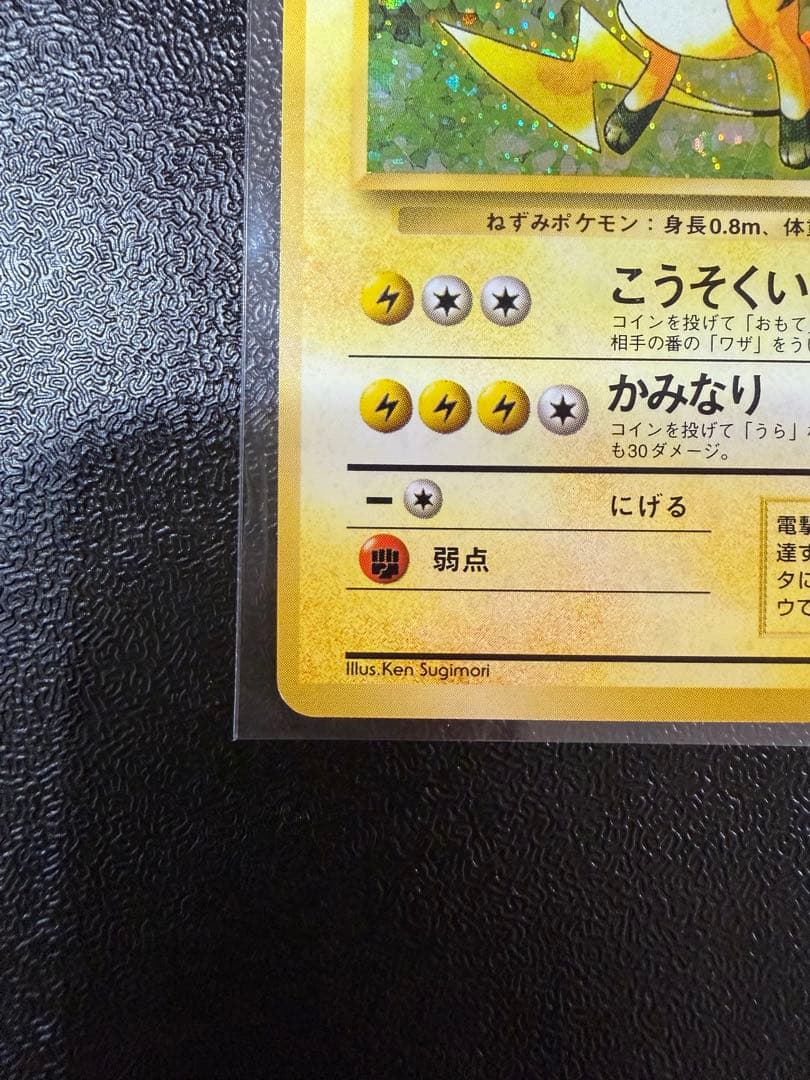 ねずみポケモン：身長0.8m、体
こうそくい
コインを投げて「おもて」
相手の番の「ワザ」をう
かみなり
コインを投げて「うら」
も30ダメージ。
にげる
弱点
電撃
達す
タに
ウで
Illus.Ken Sugimori